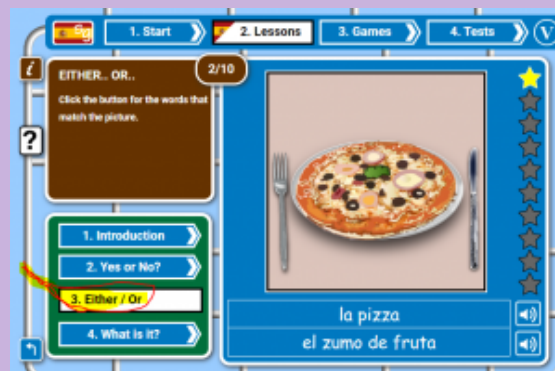 1. Start
2. Lessons
3. Games
4. Tests
V
i
EITHER.. OR..
2/10
Click the button for the words that
match the picture.
?
1. Introduction
2. Yes or No?
3. Either / Or
4. What is it?
la pizza
el zumo de fruta